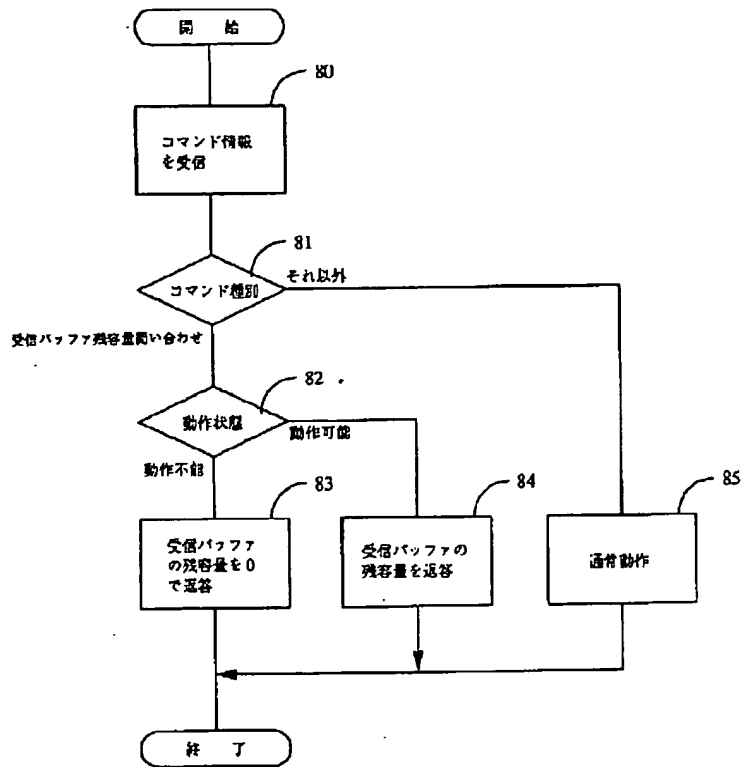 開 始
80
コマンド情報
を受信
81
コマンド種別
それ以外
受信バッファ残容量問い合わせ
82
動作状態
動作可能
動作不能
83
84
85
受信バッファ
の残容量を0
で返答
受信バッファの
残容量を返答
通常動作
終 了